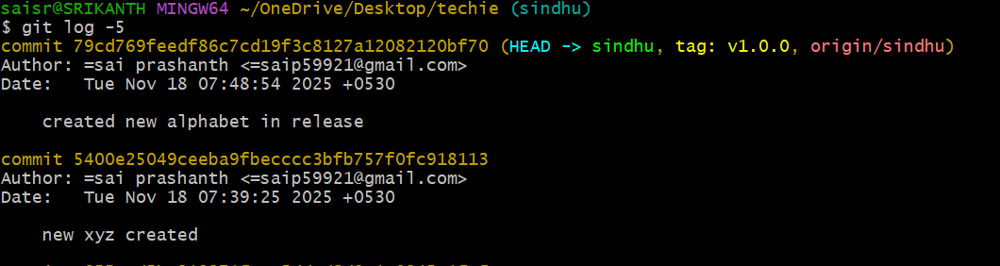 saisr@SRIKANTH MINGW64 ~/OneDrive/Desktop/techie (sindhu)
$ git log -5
commit 79cd769feedf86c7cd19f3c8127a12082120bf70 (HEAD -> sindhu, tag: v1.0.0, origin/sindhu)
Author: =sai prashanth <=saip59921@gmail.com>
Date:   Tue Nov 18 07:48:54 2025 +0530
    created new alphabet in release
commit 5400e25049ceeba9fbecccc3bfb757f0fc918113
Author: =sai prashanth <=saip59921@gmail.com>
Date:   Tue Nov 18 07:39:25 2025 +0530
    new xyz created